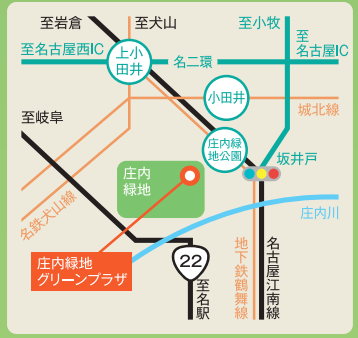 至岩倉
至犬山
至小牧
至名古屋西IC
上小
田井
名二環
至
名古屋IC
小田井
城北線
至岐阜
庄内緑
地公園
坂井戸
庄内
緑地
名鉄犬山線
庄内川
庄内緑地
グリーンプラザ
22
至名駅
地下鉄鶴舞線
名古屋江南線